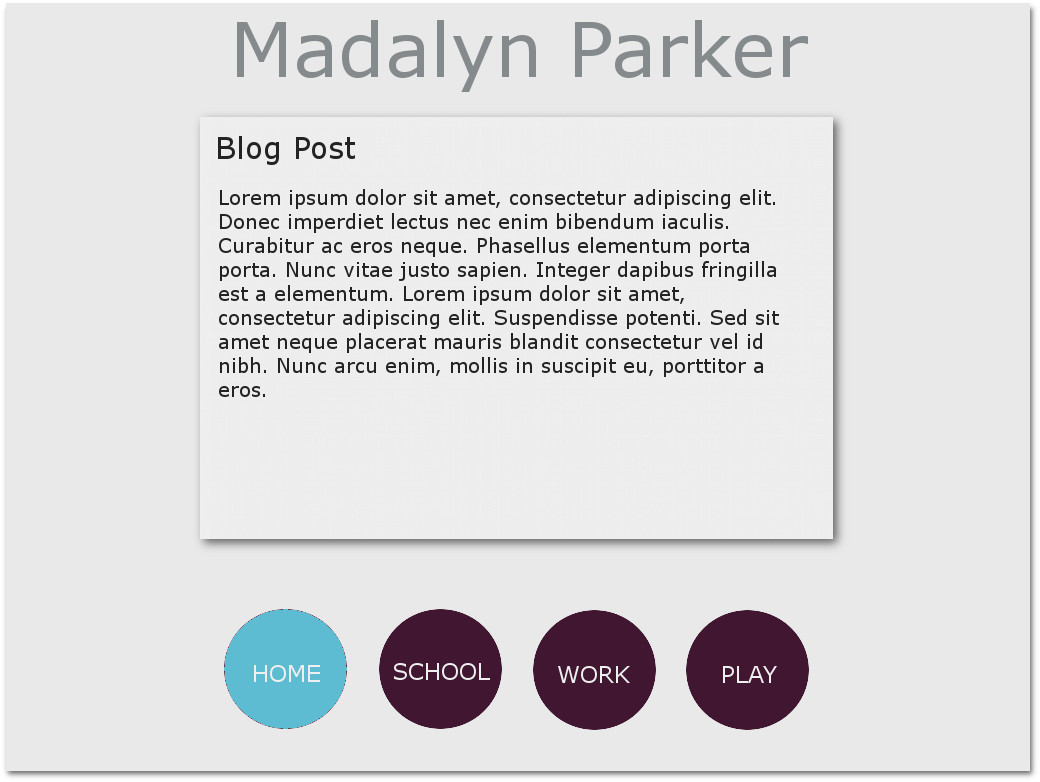 Madalyn Parker
Blog Post
Lorem ipsum dolor sit amet, consectetur adipiscing elit.
Donec imperdiet lectus nec enim bibendum iaculis.
Curabitur ac eros neque. Phasellus elementum porta
porta. Nunc vitae justo sapien. Integer dapibus fringilla
est a elementum. Lorem ipsum dolor sit amet,
consectetur adipiscing elit. Suspendisse potenti. Sed sit
amet neque placerat mauris blandit consectetur vel id
nibh. Nunc arcu enim, mollis in suscipit eu, porttitor a
eros.
HOME SCHOOL WORK PLAY